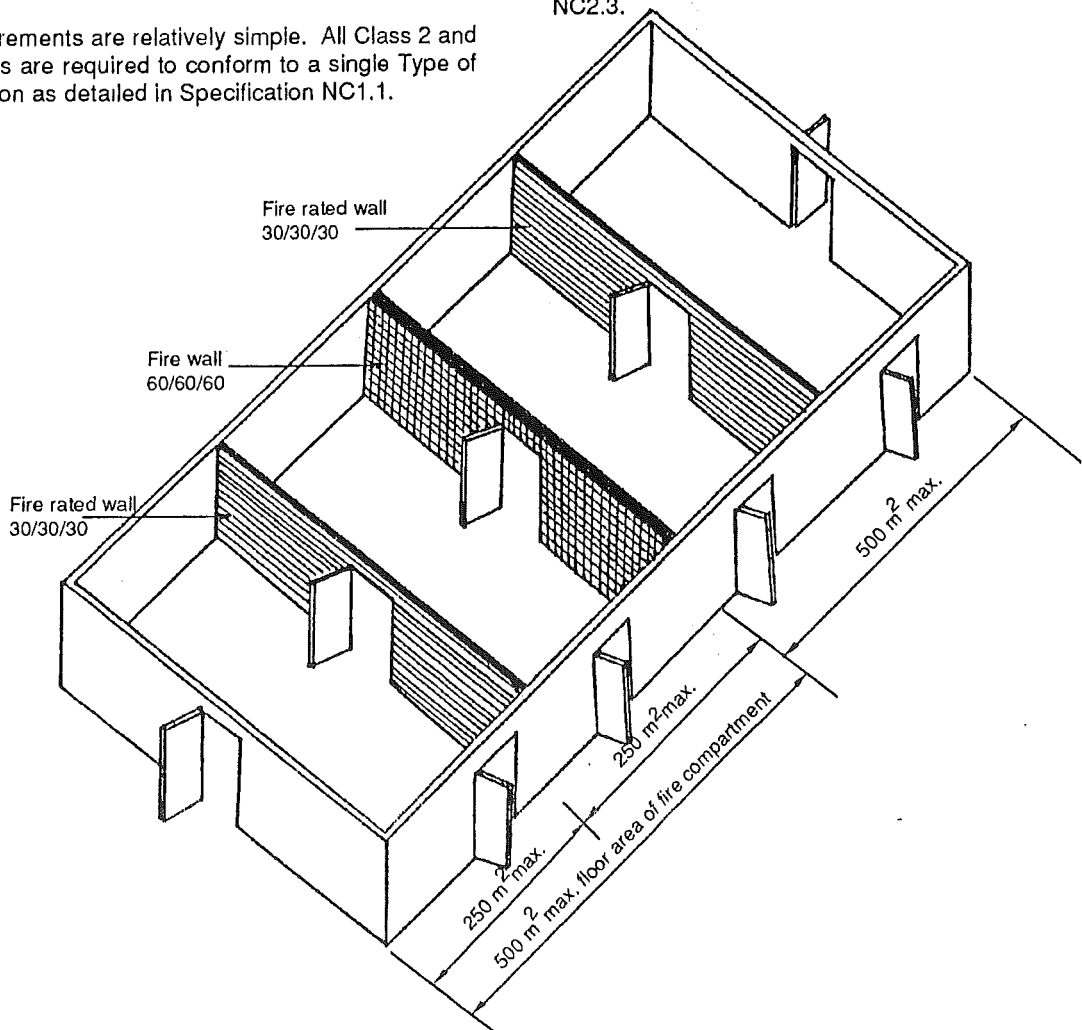 NC2.3.
rements are relatively simple. All Class 2 and
s are required to conform to a single Type of
on as detailed in Specification NC1.1.
Fire rated wall
30/30/30
Fire wall
60/60/60
Fire rated wall
30/30/30
500 m² max.
250 m² max.
250 m² max.
500 m² max. floor area of fire compartment